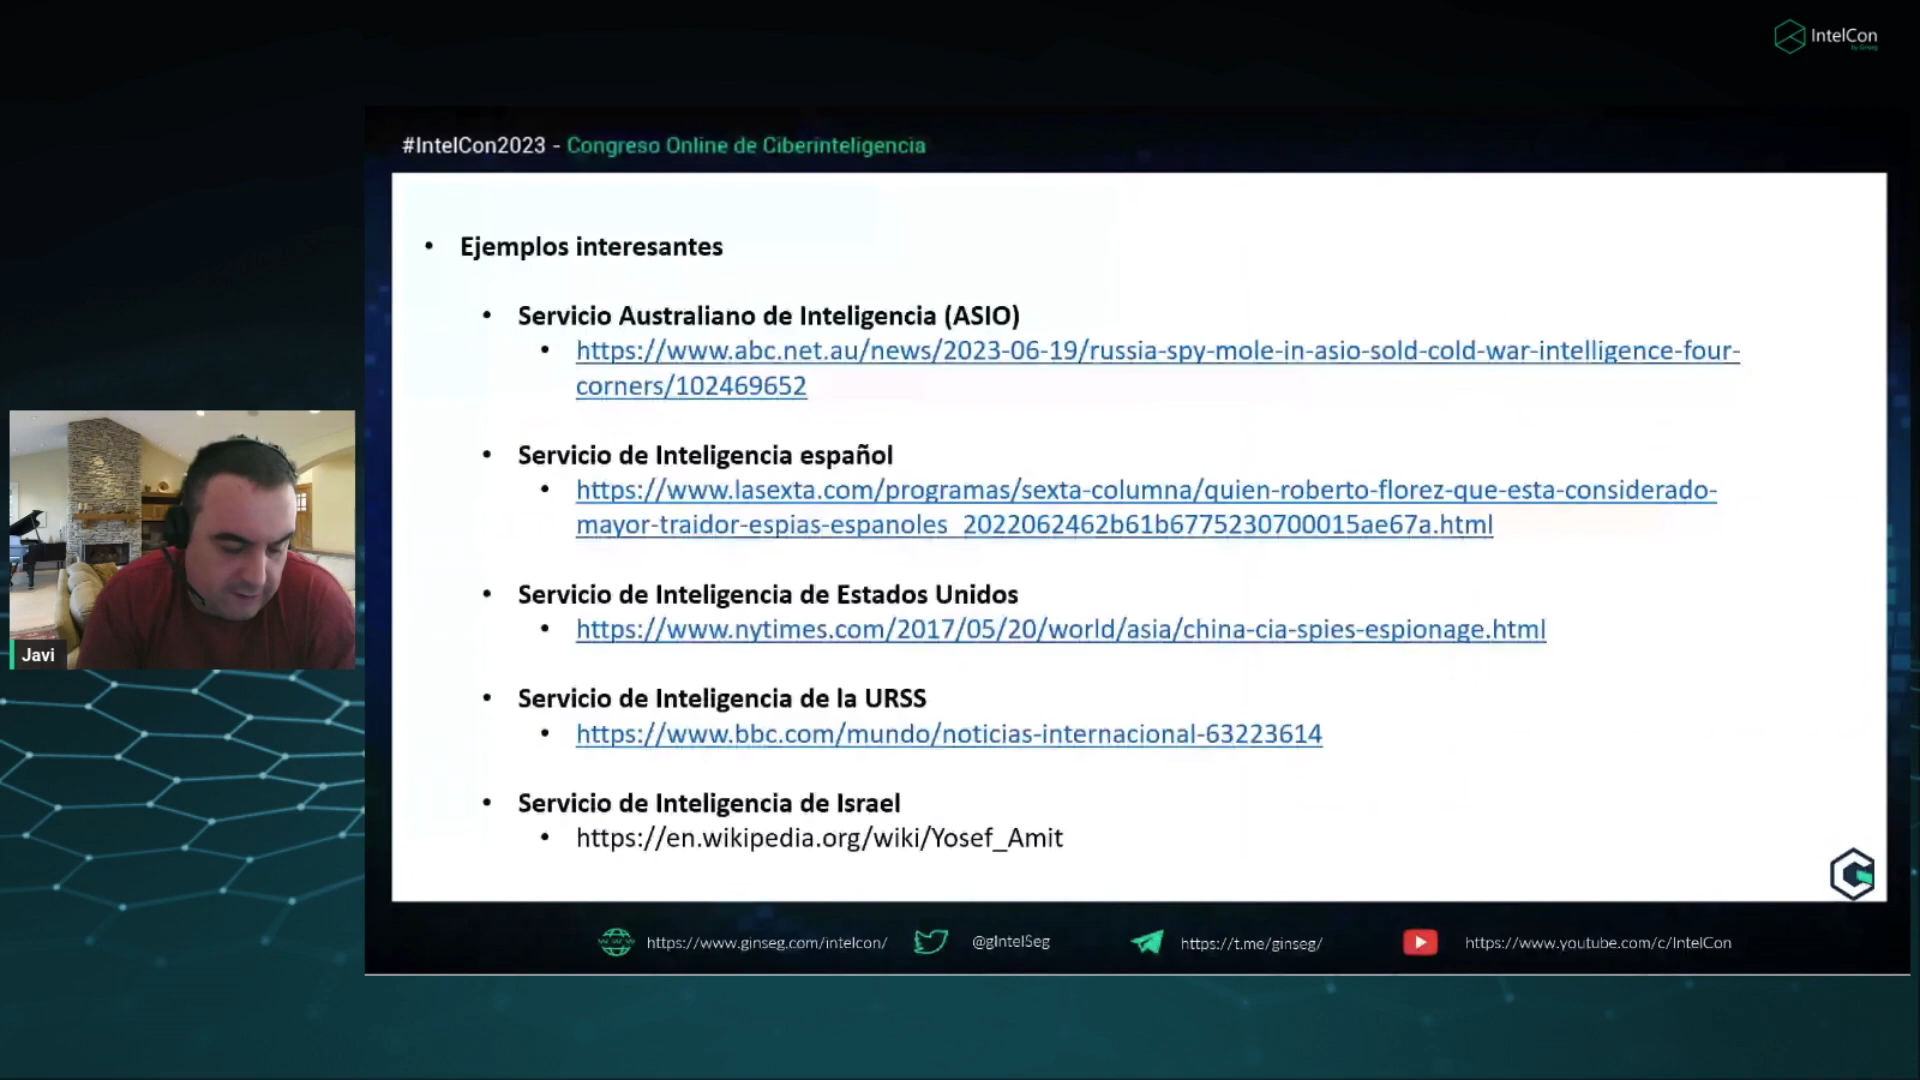 IntelCon
by Ginseg
#IntelCon2023 - Congreso Online de Ciberinteligencia
• Ejemplos interesantes
• Servicio Australiano de Inteligencia (ASIO)
• https://www.abc.net.au/news/2023-06-19/russia-spy-mole-in-asio-sold-cold-war-intelligence-four-
corners/102469652
• Servicio de Inteligencia español
• https://www.lasexta.com/programas/sexta-columna/quien-roberto-florez-que-esta-considerado-
mayor-traidor-espias-espanoles_2022062462b61b6775230700015ae67a.html
• Servicio de Inteligencia de Estados Unidos
• https://www.nytimes.com/2017/05/20/world/asia/china-cia-spies-espionage.html
• Servicio de Inteligencia de la URSS
• https://www.bbc.com/mundo/noticias-internacional-63223614
• Servicio de Inteligencia de Israel
• https://en.wikipedia.org/wiki/Yosef_Amit
Javi
https://www.ginseg.com/intelcon/
@gIntelSeg
https://t.me/ginseg/
https://www.youtube.com/c/IntelCon